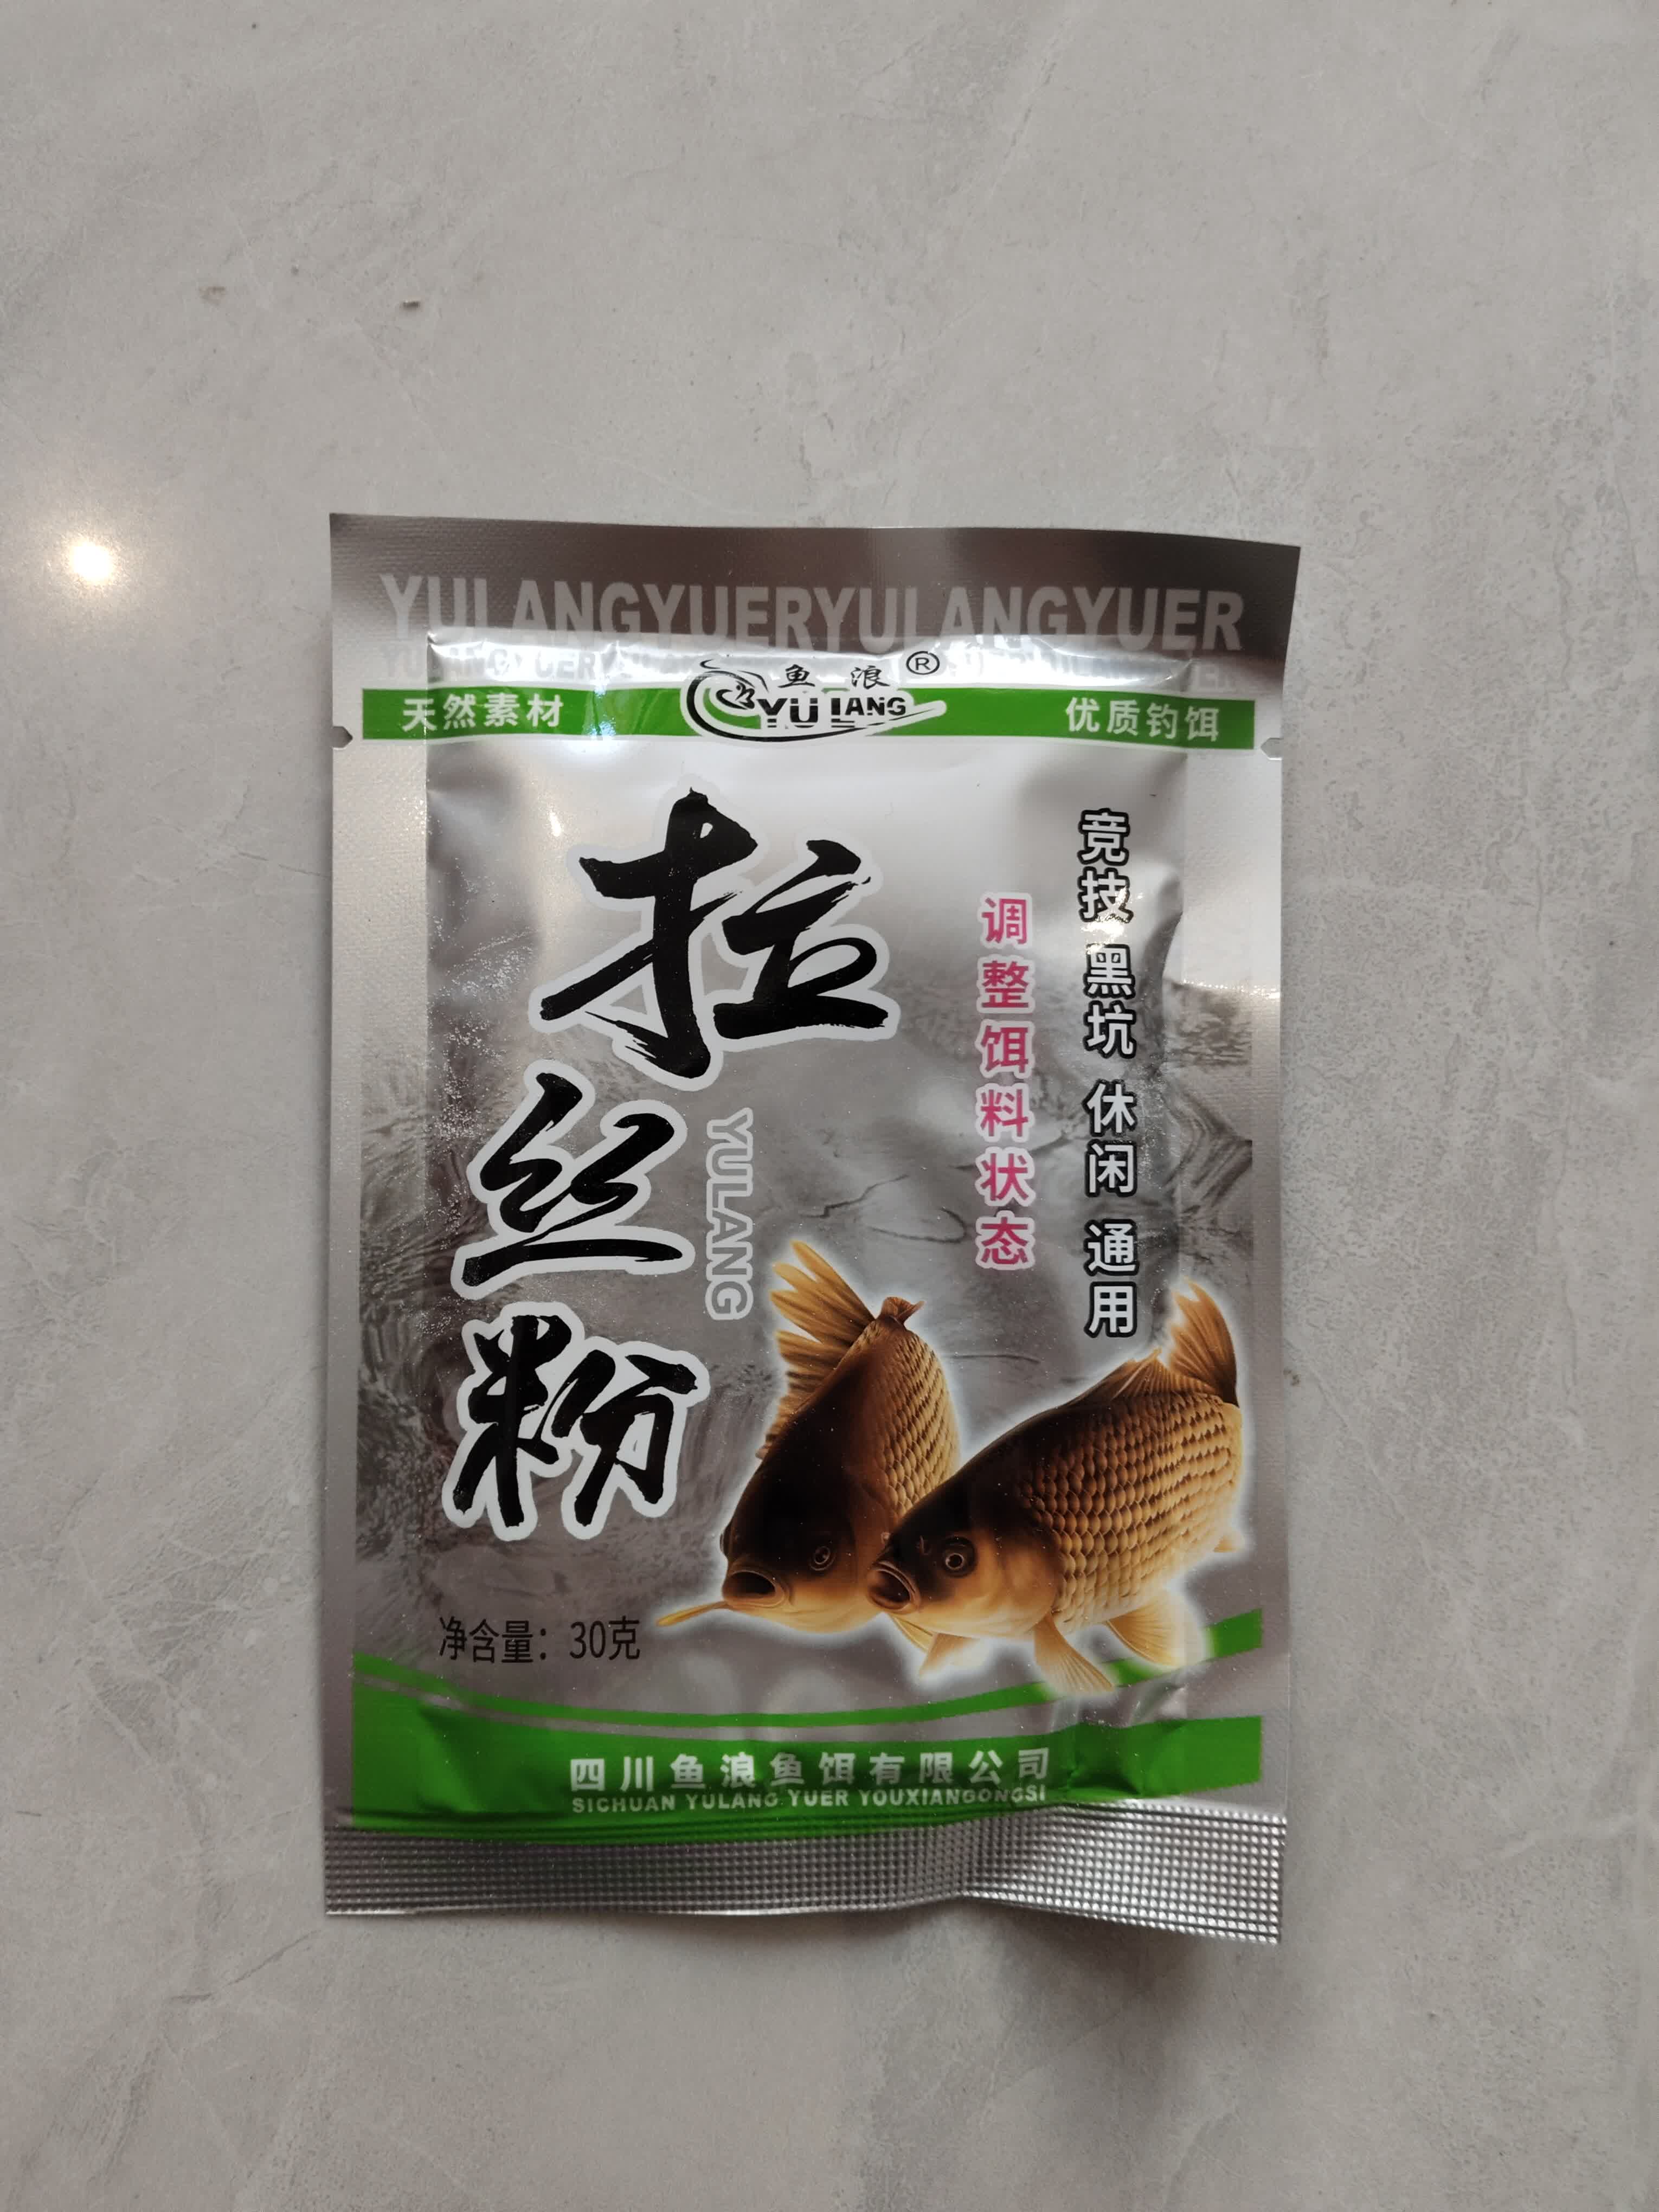 YULANGYUERYULANGYUER
鱼浪®
YULANG
天然素材
优质钓饵
拉丝粉
YULANG
调整饵料状态
竞技 黑坑 休闲 通用
净含量：30克
四川鱼浪鱼饵有限公司
SICHUAN YULANG YUER YOUXIANGONGSI